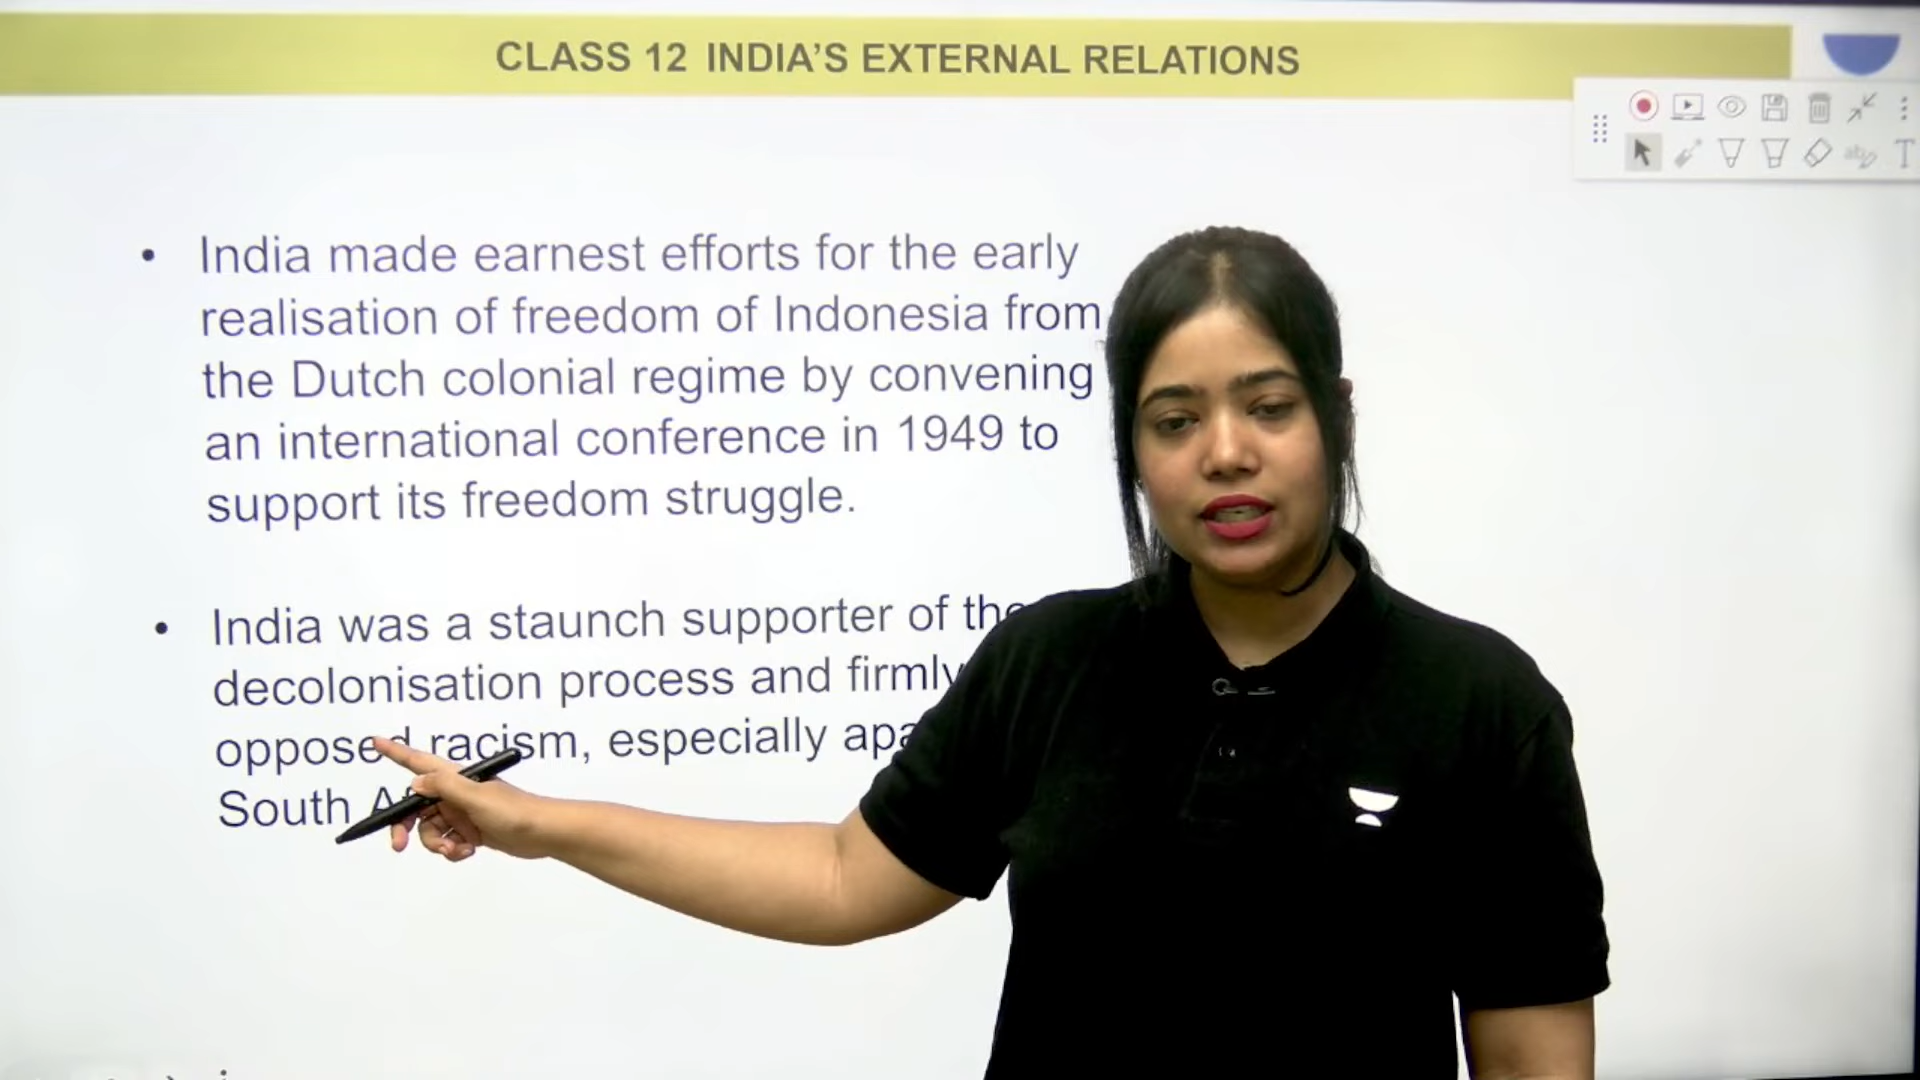 CLASS 12 INDIA'S EXTERNAL RELATIONS
• India made earnest efforts for the early
realisation of freedom of Indonesia from
the Dutch colonial regime by convening
an international conference in 1949 to
support its freedom struggle.
• India was a staunch supporter of the
decolonisation process and firmly
opposed racism, especially
South